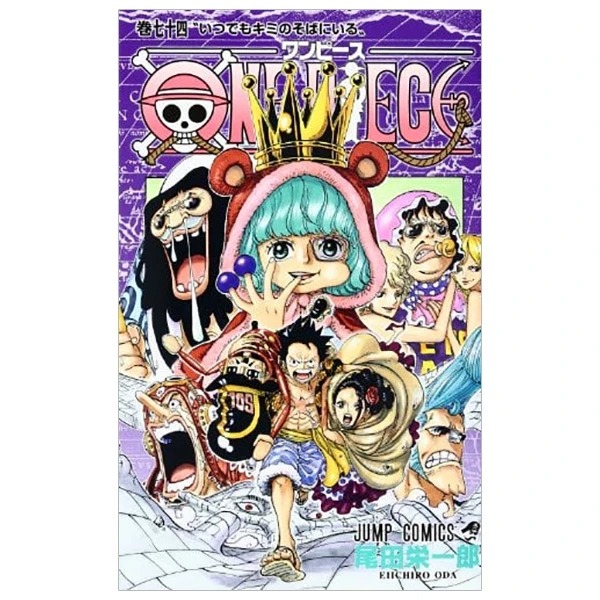 巻七十四 "いつでもキミのそばにいる"
ワンピース
ONE PIECE
109
JUMP COMICS
尾田栄一郎
EIICHIRO ODA